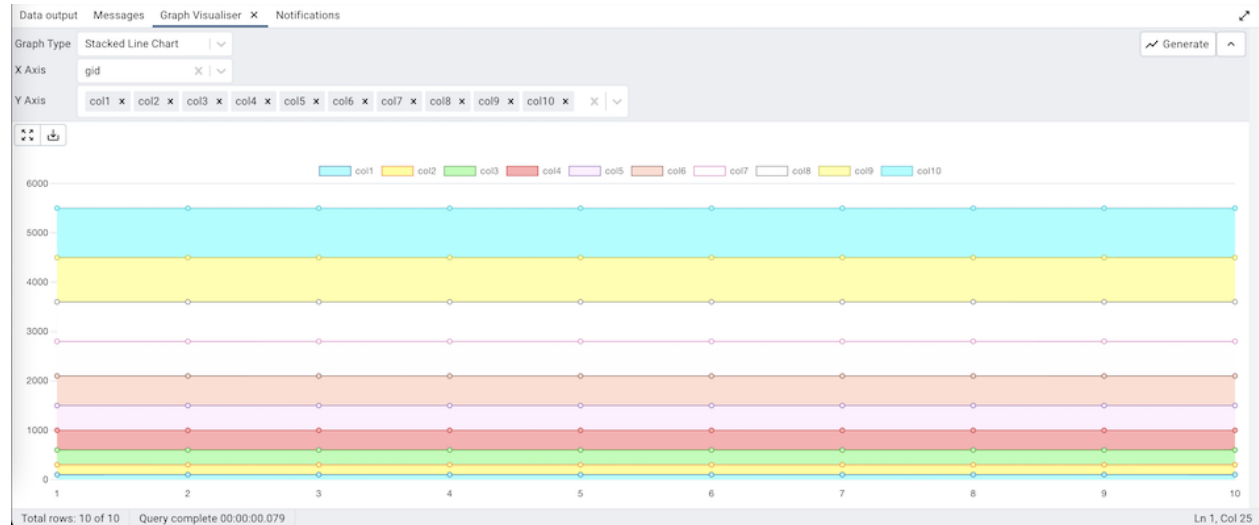 Data output Messages Graph Visualiser × Notifications
Graph Type Stacked Line Chart Generate
X Axis gid
Y Axis col1 × col2 × col3 × col4 × col5 × col6 × col7 × col8 × col9 × col10 ×
col1 col2 col3 col4 col5 col6 col7 col8 col9 col10
6000
5000
4000
3000
2000
1000
0
1 2 3 4 5 6 7 8 9 10
Total rows: 10 of 10 Query complete 00:00:00.079 Ln 1, Col 25